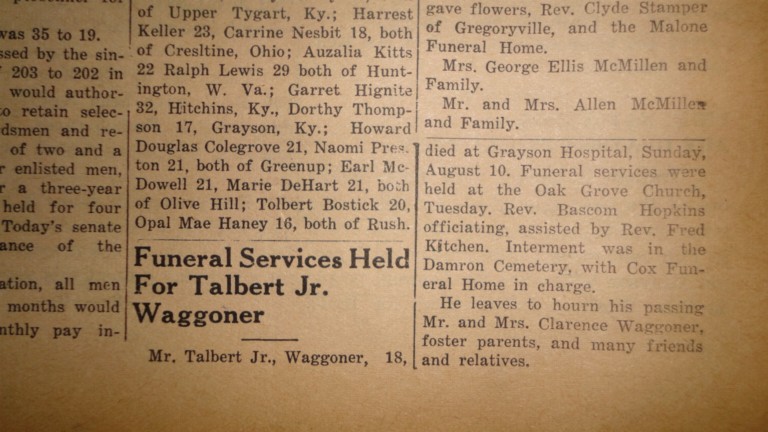 was 35 to 19.
ssed by the sin-
203 to 202 in
would author-
to retain selec-
rdsmen and re-
of two and a
r enlisted men,
r a three-year
held for four
Today's senate
ance of the
ation, all men
months would
nthly pay in-
of Upper Tygart, Ky.; Harrest
Keller 23, Carrine Nesbit 18, both
of Cresltine, Ohio; Auzalia Kitts
22 Ralph Lewis 29 both of Hunt-
ington, W. Va.; Garret Hignite
32, Hitchins, Ky., Dorthy Thomp-
son 17, Grayson, Ky.; Howard
Douglas Colegrove 21, Naomi Pres-
ton 21, both of Greenup; Earl Mc-
Dowell 21, Marie DeHart 21, both
of Olive Hill; Tolbert Bostick 20,
Opal Mae Haney 16, both of Rush.
Funeral Services Held
For Talbert Jr.
Waggoner
Mr. Talbert Jr., Waggoner, 18,
gave flowers, Rev. Clyde Stamper
of Gregoryville, and the Malone
Funeral Home.
Mrs. George Ellis McMillen and
Family.
Mr. and Mrs. Allen McMillen
and Family.
died at Grayson Hospital, Sunday,
August 10. Funeral services were
held at the Oak Grove Church,
Tuesday. Rev. Bascom Hopkins
officiating, assisted by Rev. Fred
Kitchen. Interment was in the
Damron Cemetery, with Cox Fun-
eral Home in charge.
He leaves to hourn his passing
Mr. and Mrs. Clarence Waggoner,
foster parents, and many friends
and relatives.